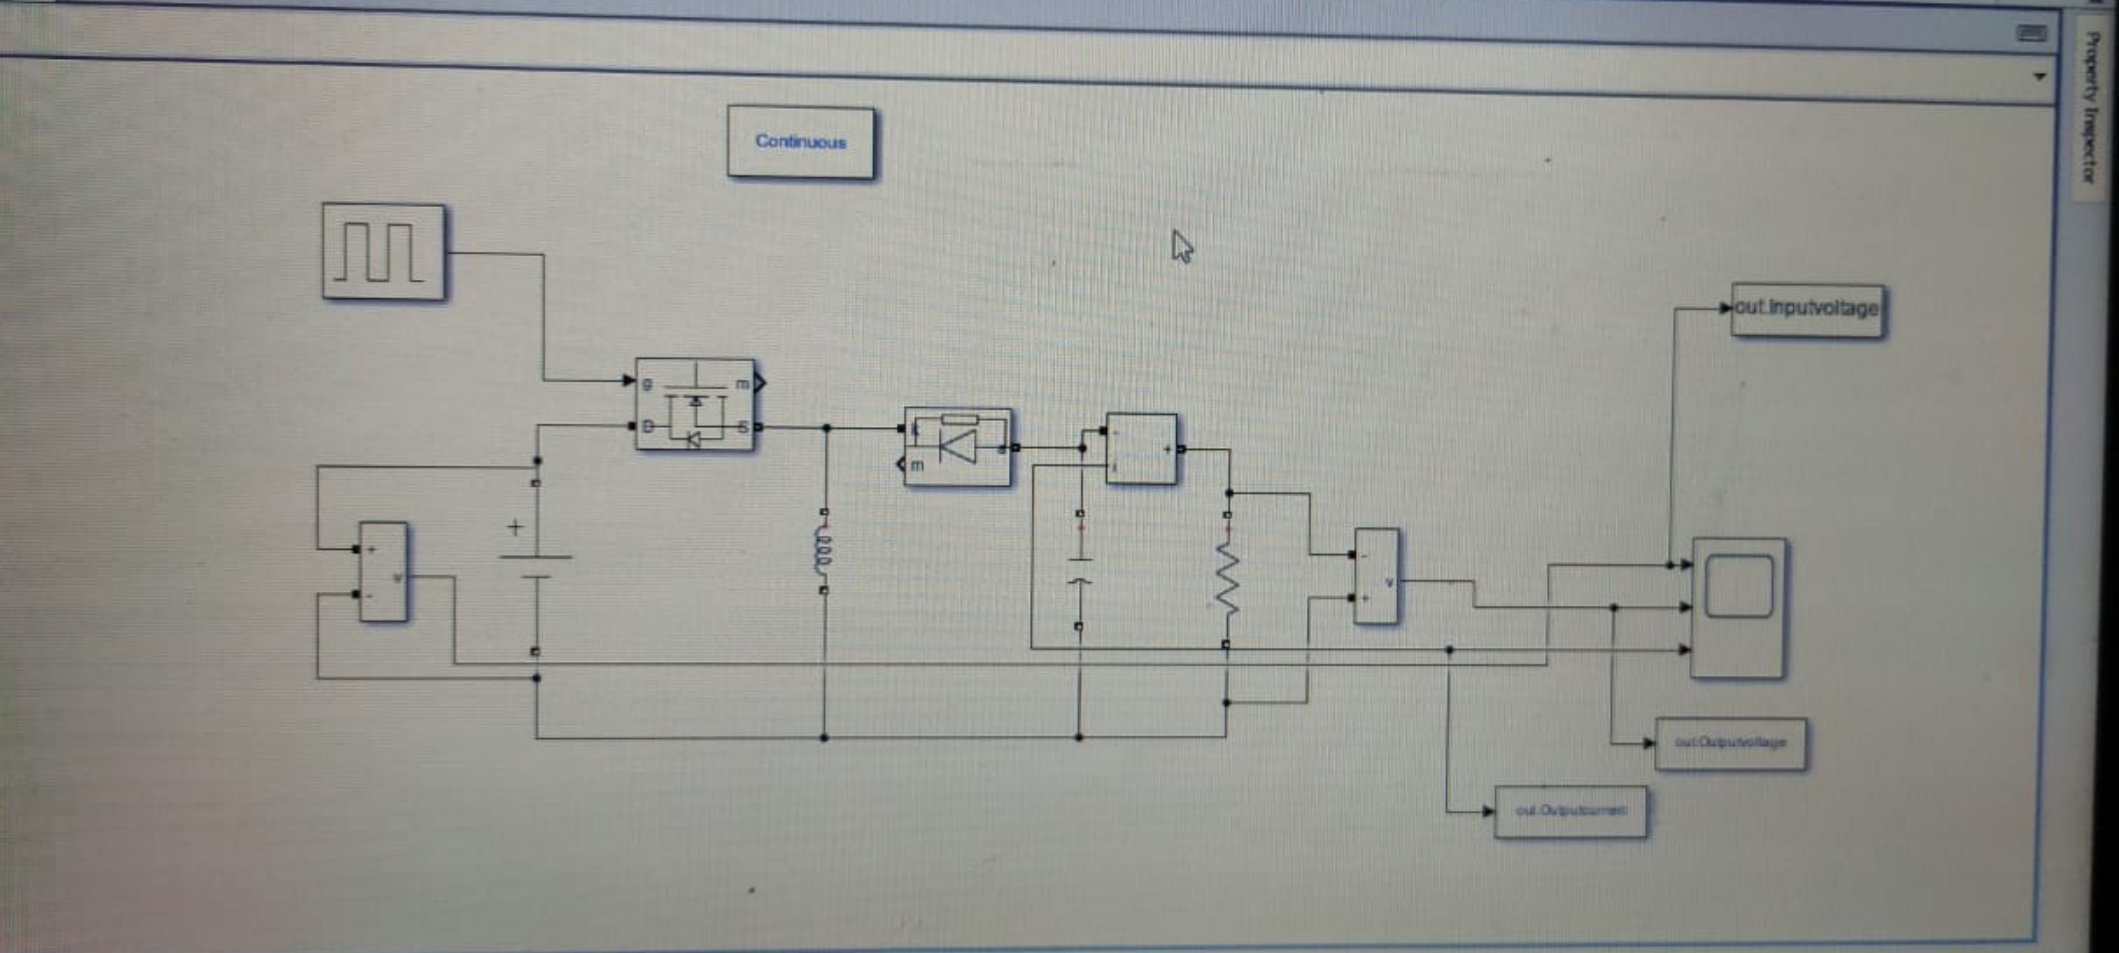 Property Inspector
Continuous
out.Inputvoltage
g
m
D
S
k
m
a
-
+
i
+
+
v
-
-
v
+
out.Outputvoltage
out.Outputcurrent